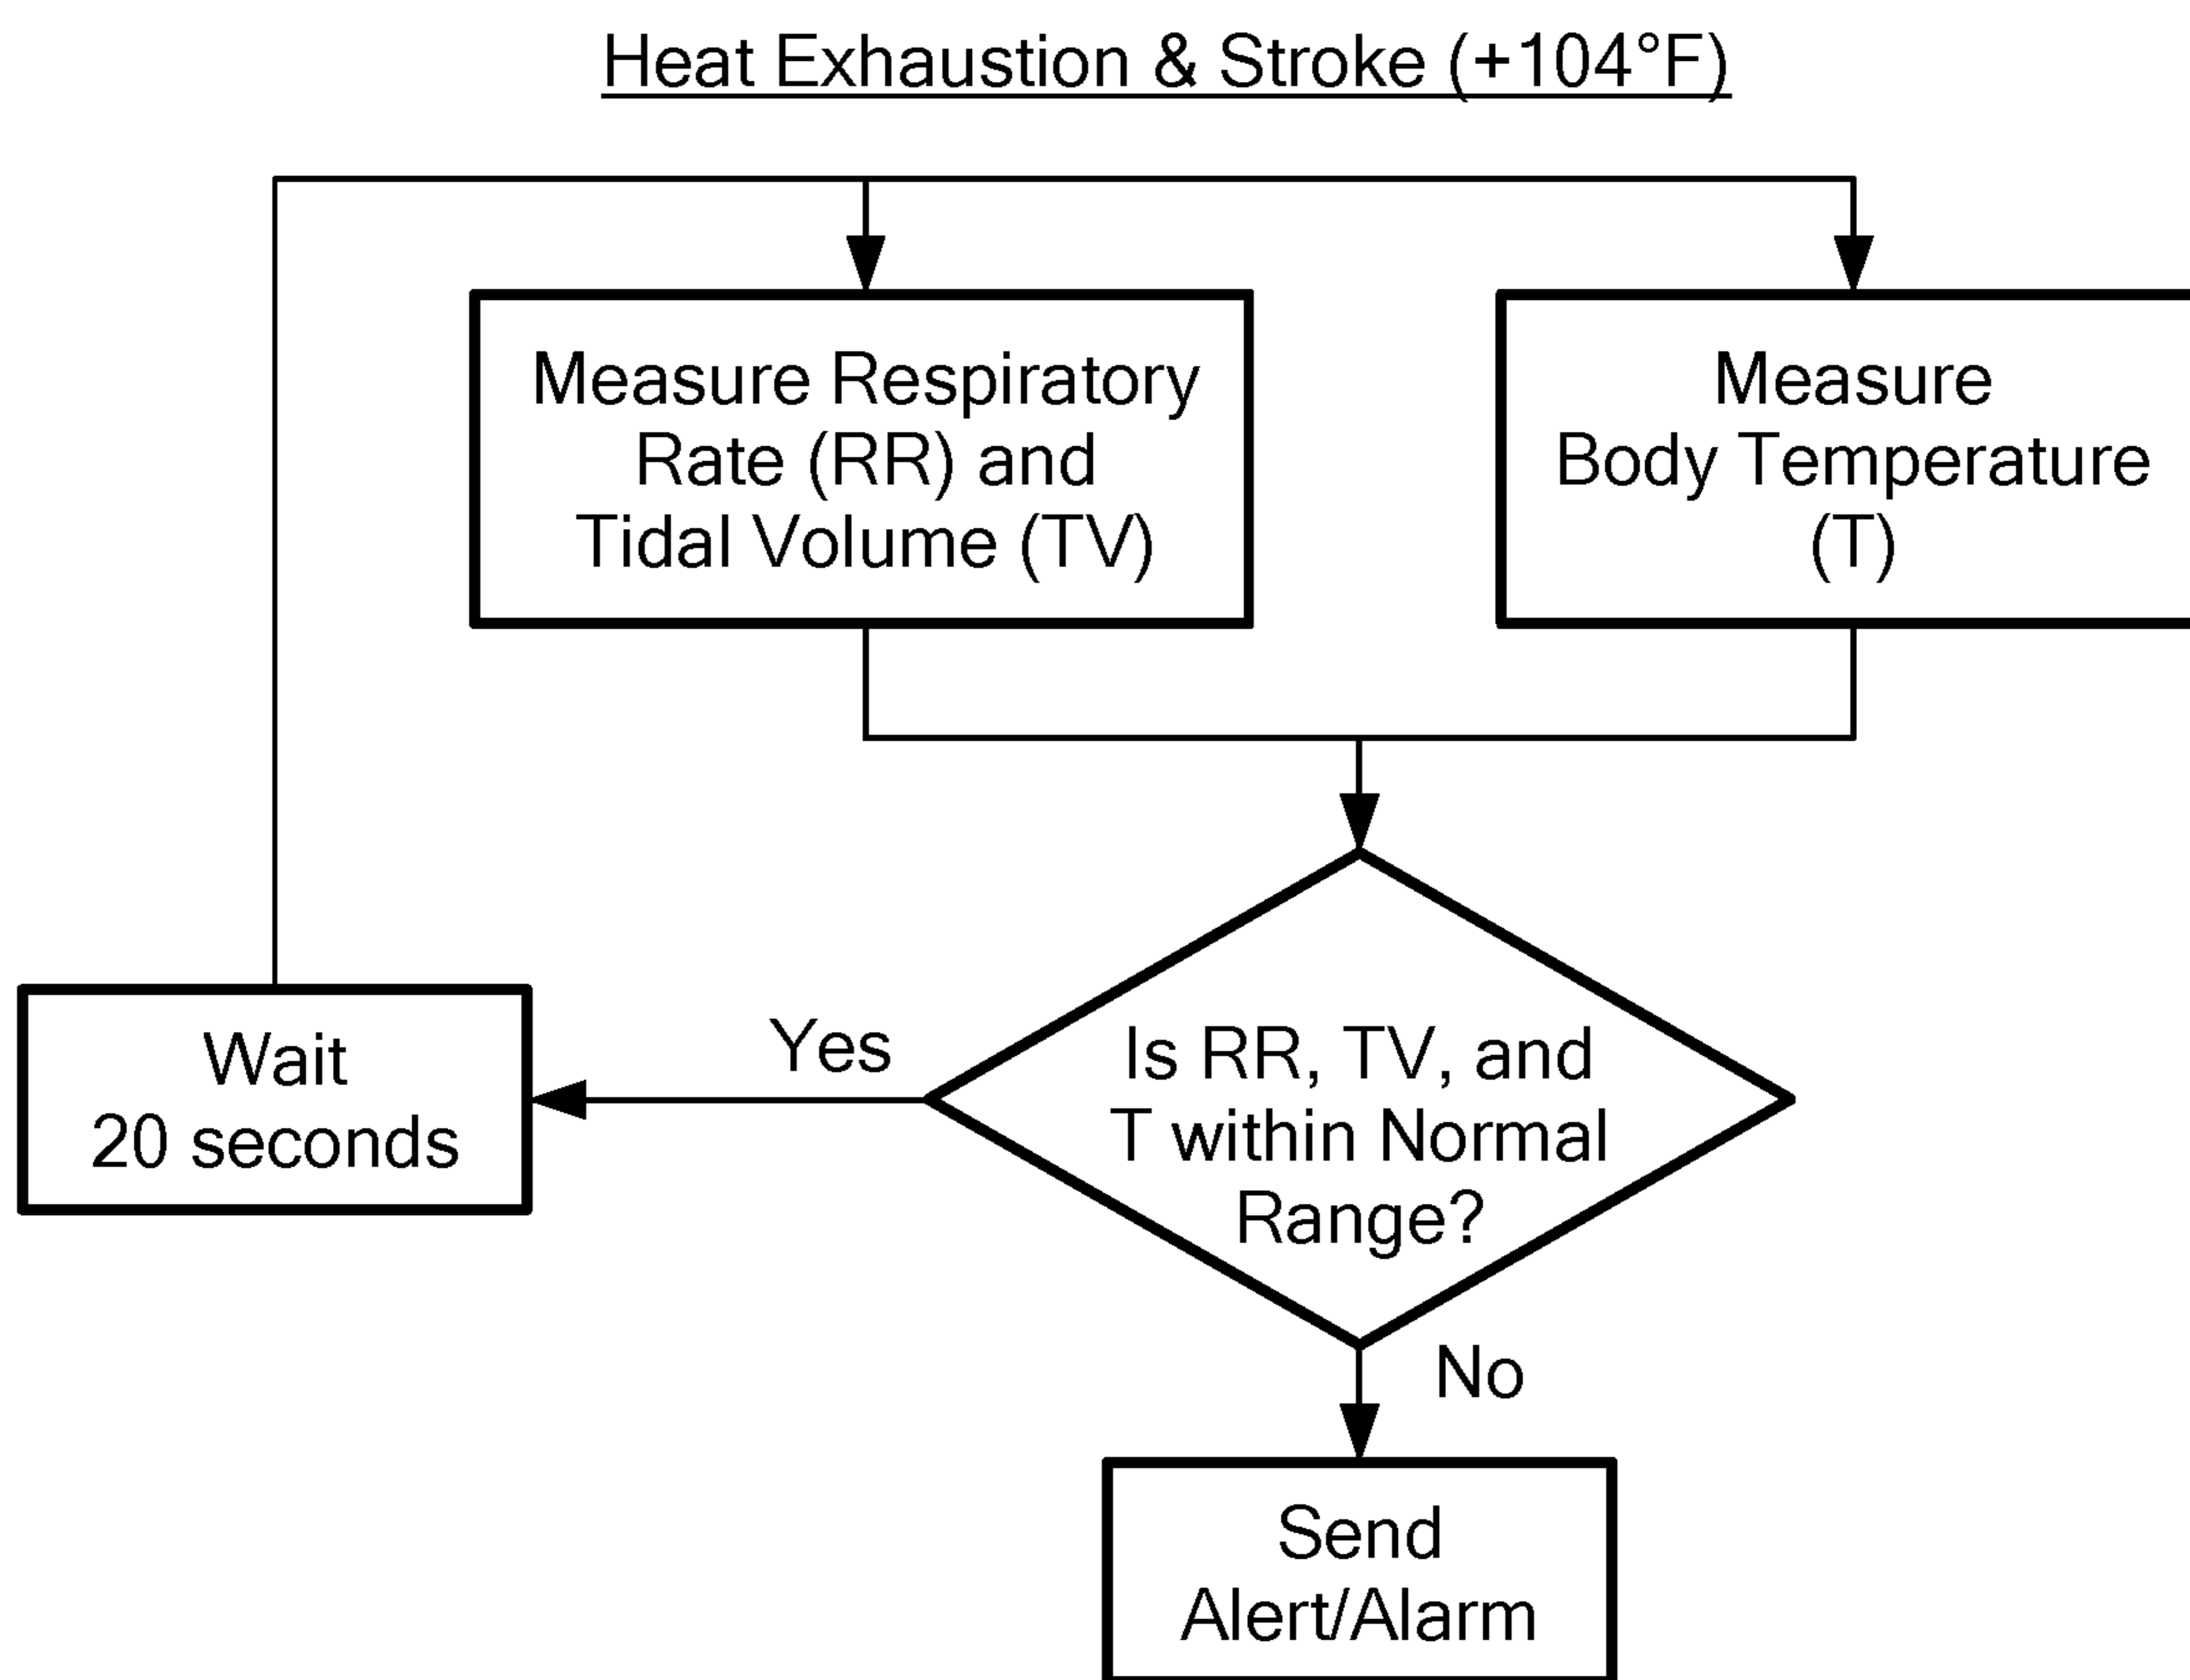 Heat Exhaustion & Stroke (+104°F)
Measure Respiratory
Rate (RR) and
Tidal Volume (TV)
Measure
Body Temperature
(T)
Wait
20 seconds
Yes
Is RR, TV, and
T within Normal
Range?
No
Send
Alert/Alarm